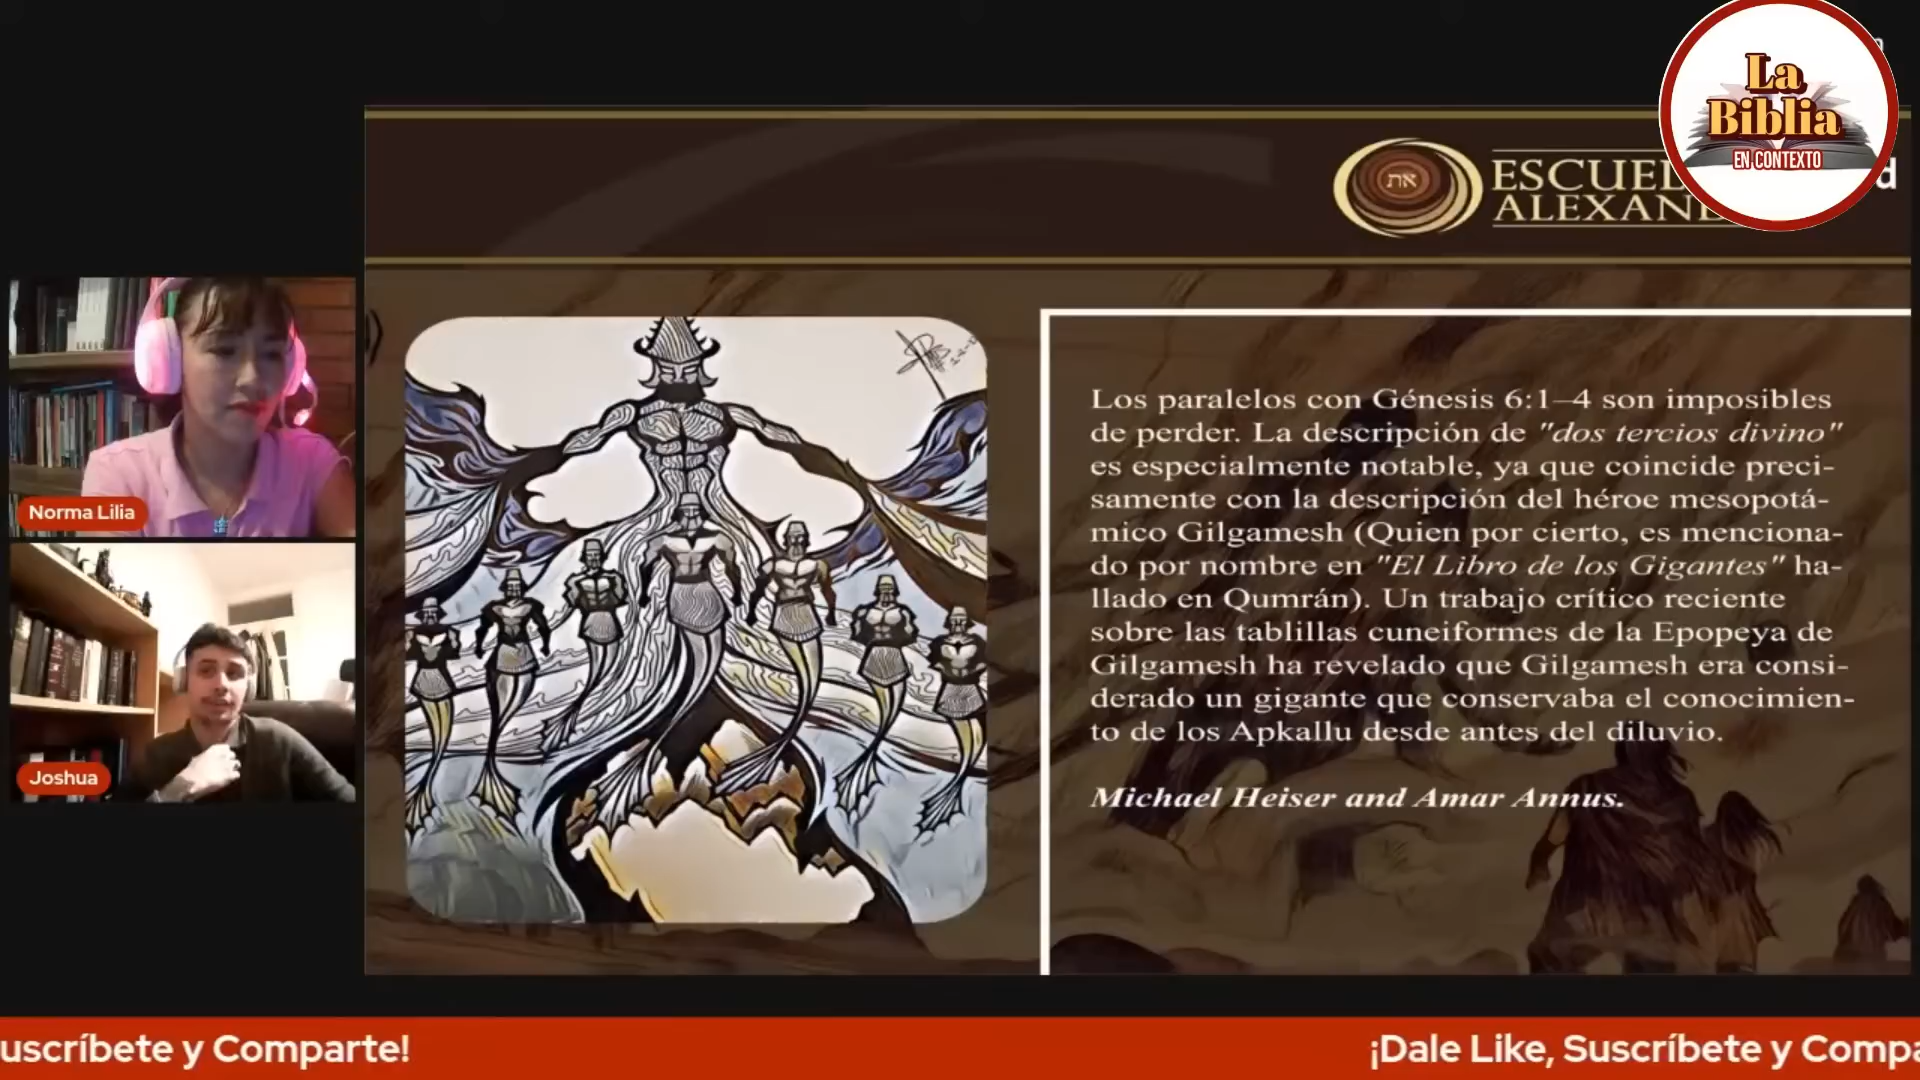 La
Biblia
EN CONTEXTO
את
Norma Lilia
Joshua
Los paralelos con Génesis 6:1–4 son imposibles
de perder. La descripción de "dos tercios divino"
es especialmente notable, ya que coincide preci-
samente con la descripción del héroe mesopotá-
mico Gilgamesh (Quien por cierto, es menciona-
do por nombre en "El Libro de los Gigantes" ha-
llado en Qumrán). Un trabajo crítico reciente
sobre las tablillas cuneiformes de la Epopeya de
Gilgamesh ha revelado que Gilgamesh era consi-
derado un gigante que conservaba el conocimien-
to de los Apkallu desde antes del diluvio.
Michael Heiser and Amar Annus.
uscríbete y Comparte!
¡Dale Like, Suscríbete y Compa